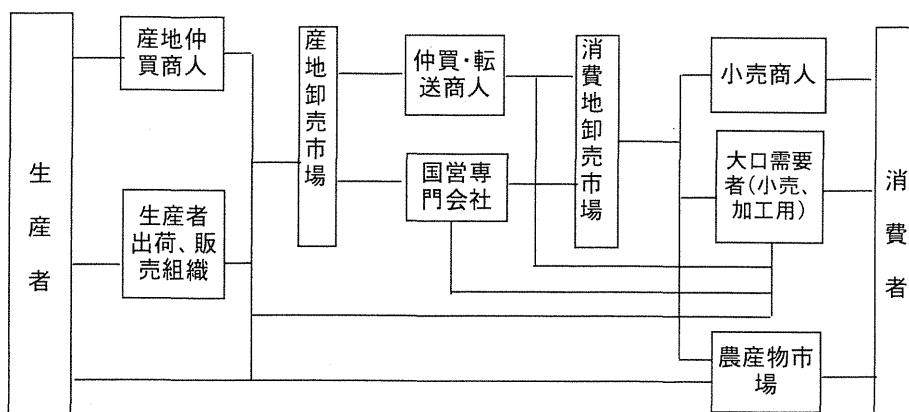 生産者
産地仲
買商人
生産者
出荷、販
売組織
産地卸売市場
仲買・転
送商人
国営専
門会社
消費地卸売市場
小売商人
大口需要
者(小売、
加工用)
農産物市
場
消費者